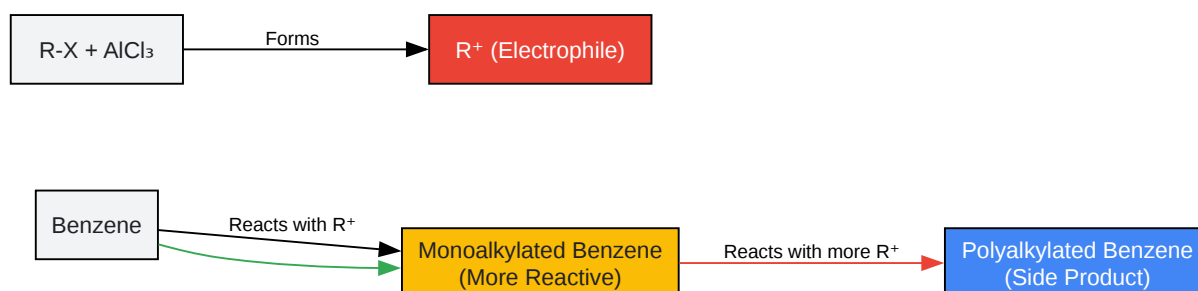 R-X + AlCl₃
Forms
R⁺ (Electrophile)
Benzene
Reacts with R⁺
Monoalkylated Benzene
(More Reactive)
Reacts with more R⁺
Polyalkylated Benzene
(Side Product)